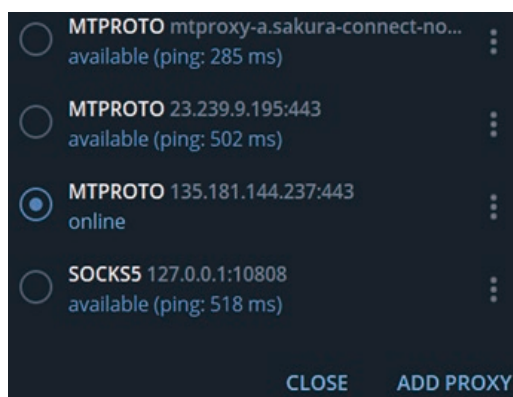 MTPROTO mtproxy-a.sakura-connect-no...
available (ping: 285 ms)
MTPROTO 23.239.9.195:443
available (ping: 502 ms)
MTPROTO 135.181.144.237:443
online
SOCKS5 127.0.0.1:10808
available (ping: 518 ms)
CLOSE ADD PROXY